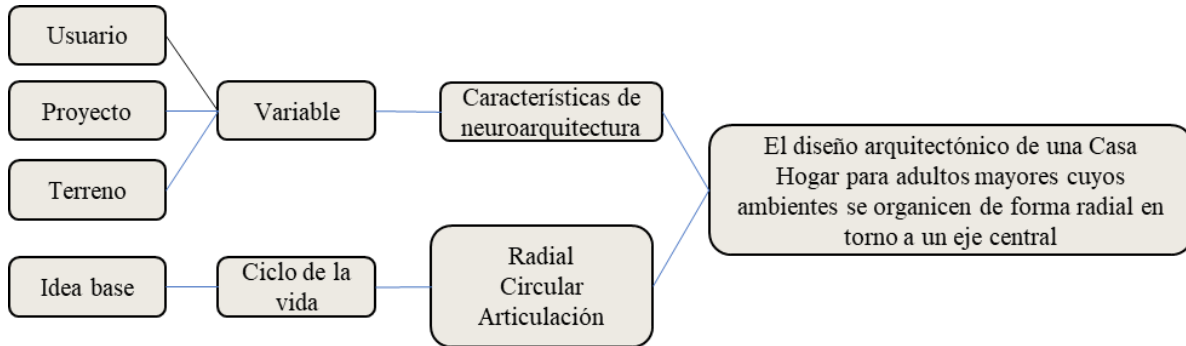 Usuario
Proyecto
Terreno
Variable
Características de
neuroarquitectura
Idea base
Ciclo de la
vida
Radial
Circular
Articulación
El diseño arquitectónico de una Casa
Hogar para adultos mayores cuyos
ambientes se organicen de forma radial en
torno a un eje central